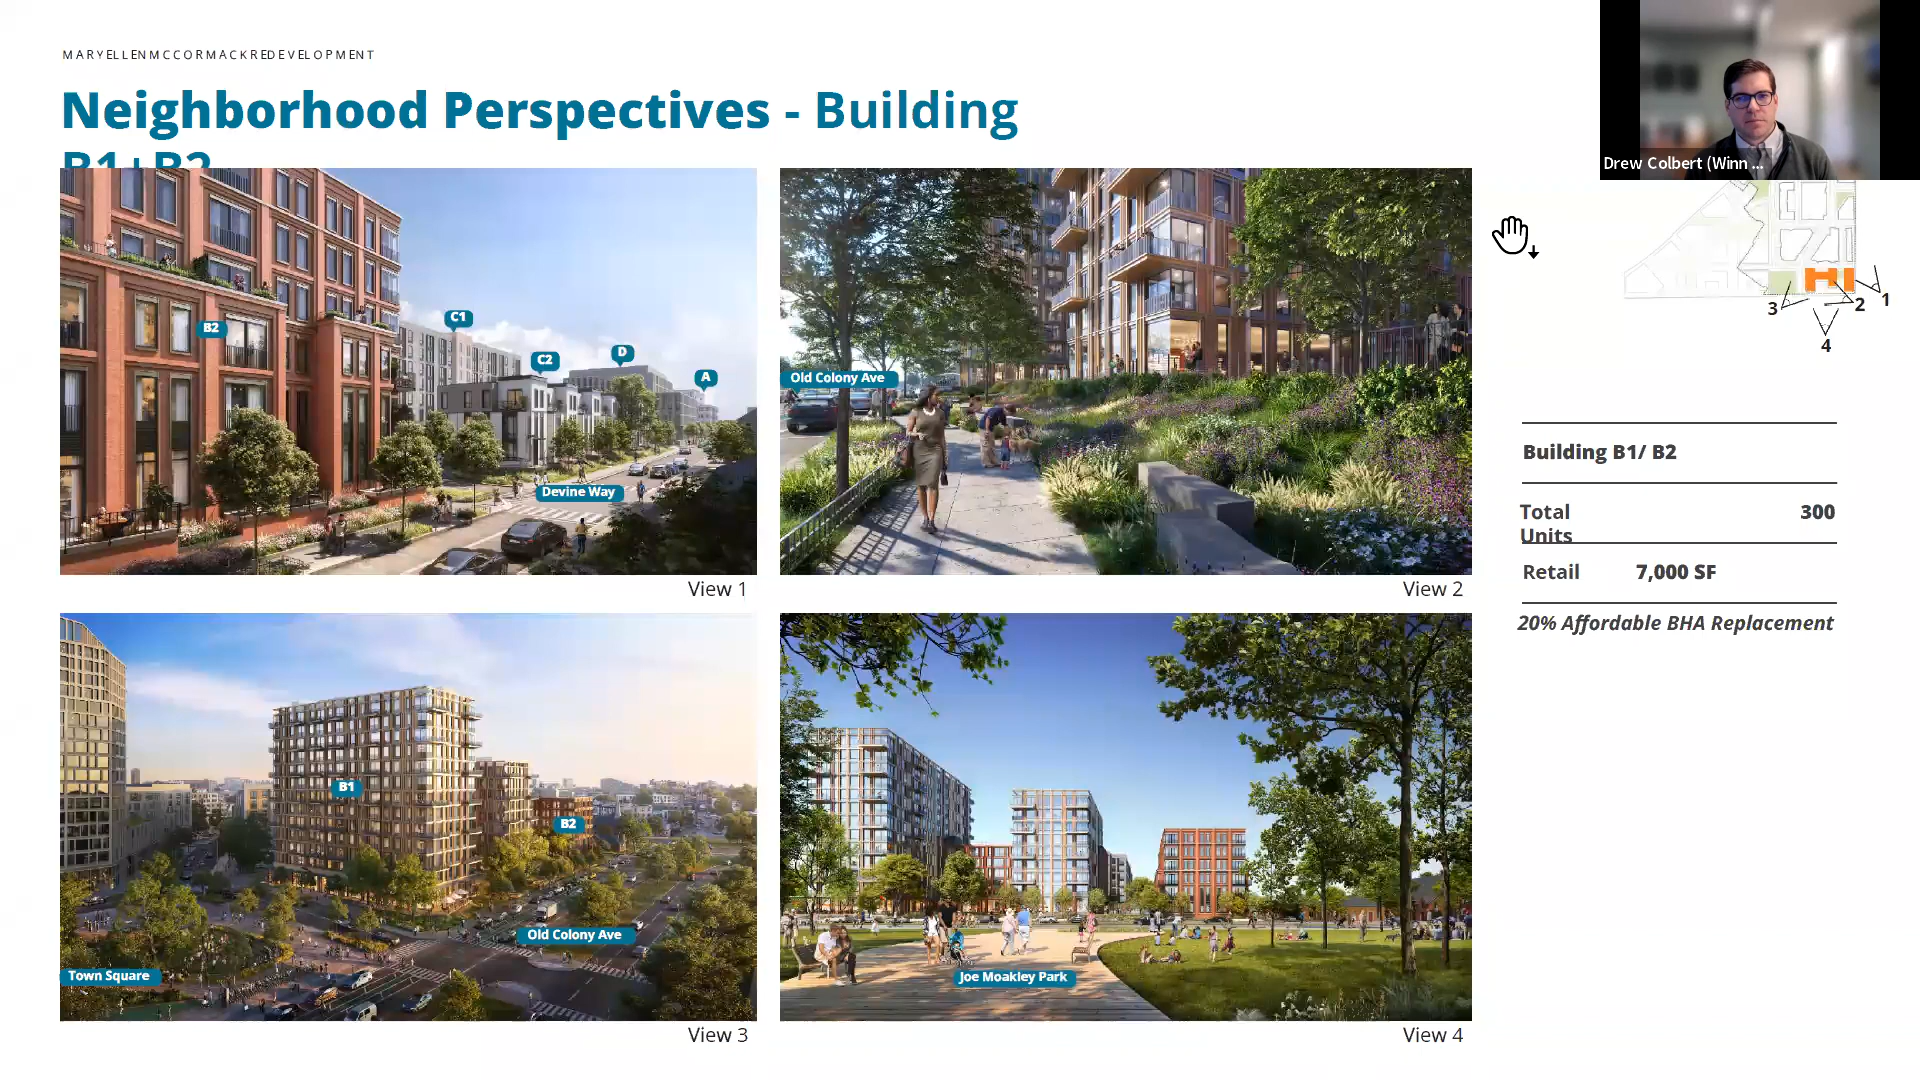 MARYELLENMCCORMACKREDEVELOPMENT
Neighborhood Perspectives - Building
B1+B2
Drew Colbert (Winn ...
B2
C1
C2
D
A
Devine Way
View 1
Old Colony Ave
View 2
1
2
3
4
Building B1/ B2
Total 300
Units
Retail 7,000 SF
20% Affordable BHA Replacement
B1
B2
Old Colony Ave
Town Square
View 3
Joe Moakley Park
View 4